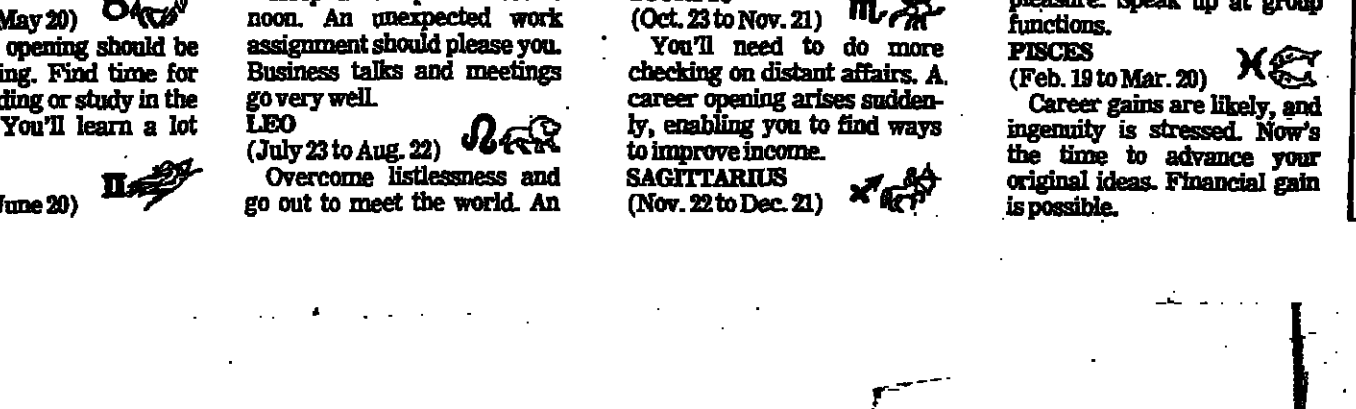 May 20)
opening should be
ing. Find time for
ding or study in the
You'll learn a lot
June 20)
noon. An unexpected work
assignment should please you.
Business talks and meetings
go very well.
LEO
(July 23 to Aug. 22)
Overcome listlessness and
go out to meet the world. An
(Oct. 23 to Nov. 21)
You'll need to do more
checking on distant affairs. A
career opening arises sudden-
ly, enabling you to find ways
to improve income.
SAGITTARIUS
(Nov. 22 to Dec. 21)
pleasure. Speak up at group
functions.
PISCES
(Feb. 19 to Mar. 20)
Career gains are likely, and
ingenuity is stressed. Now's
the time to advance your
original ideas. Financial gain
is possible.